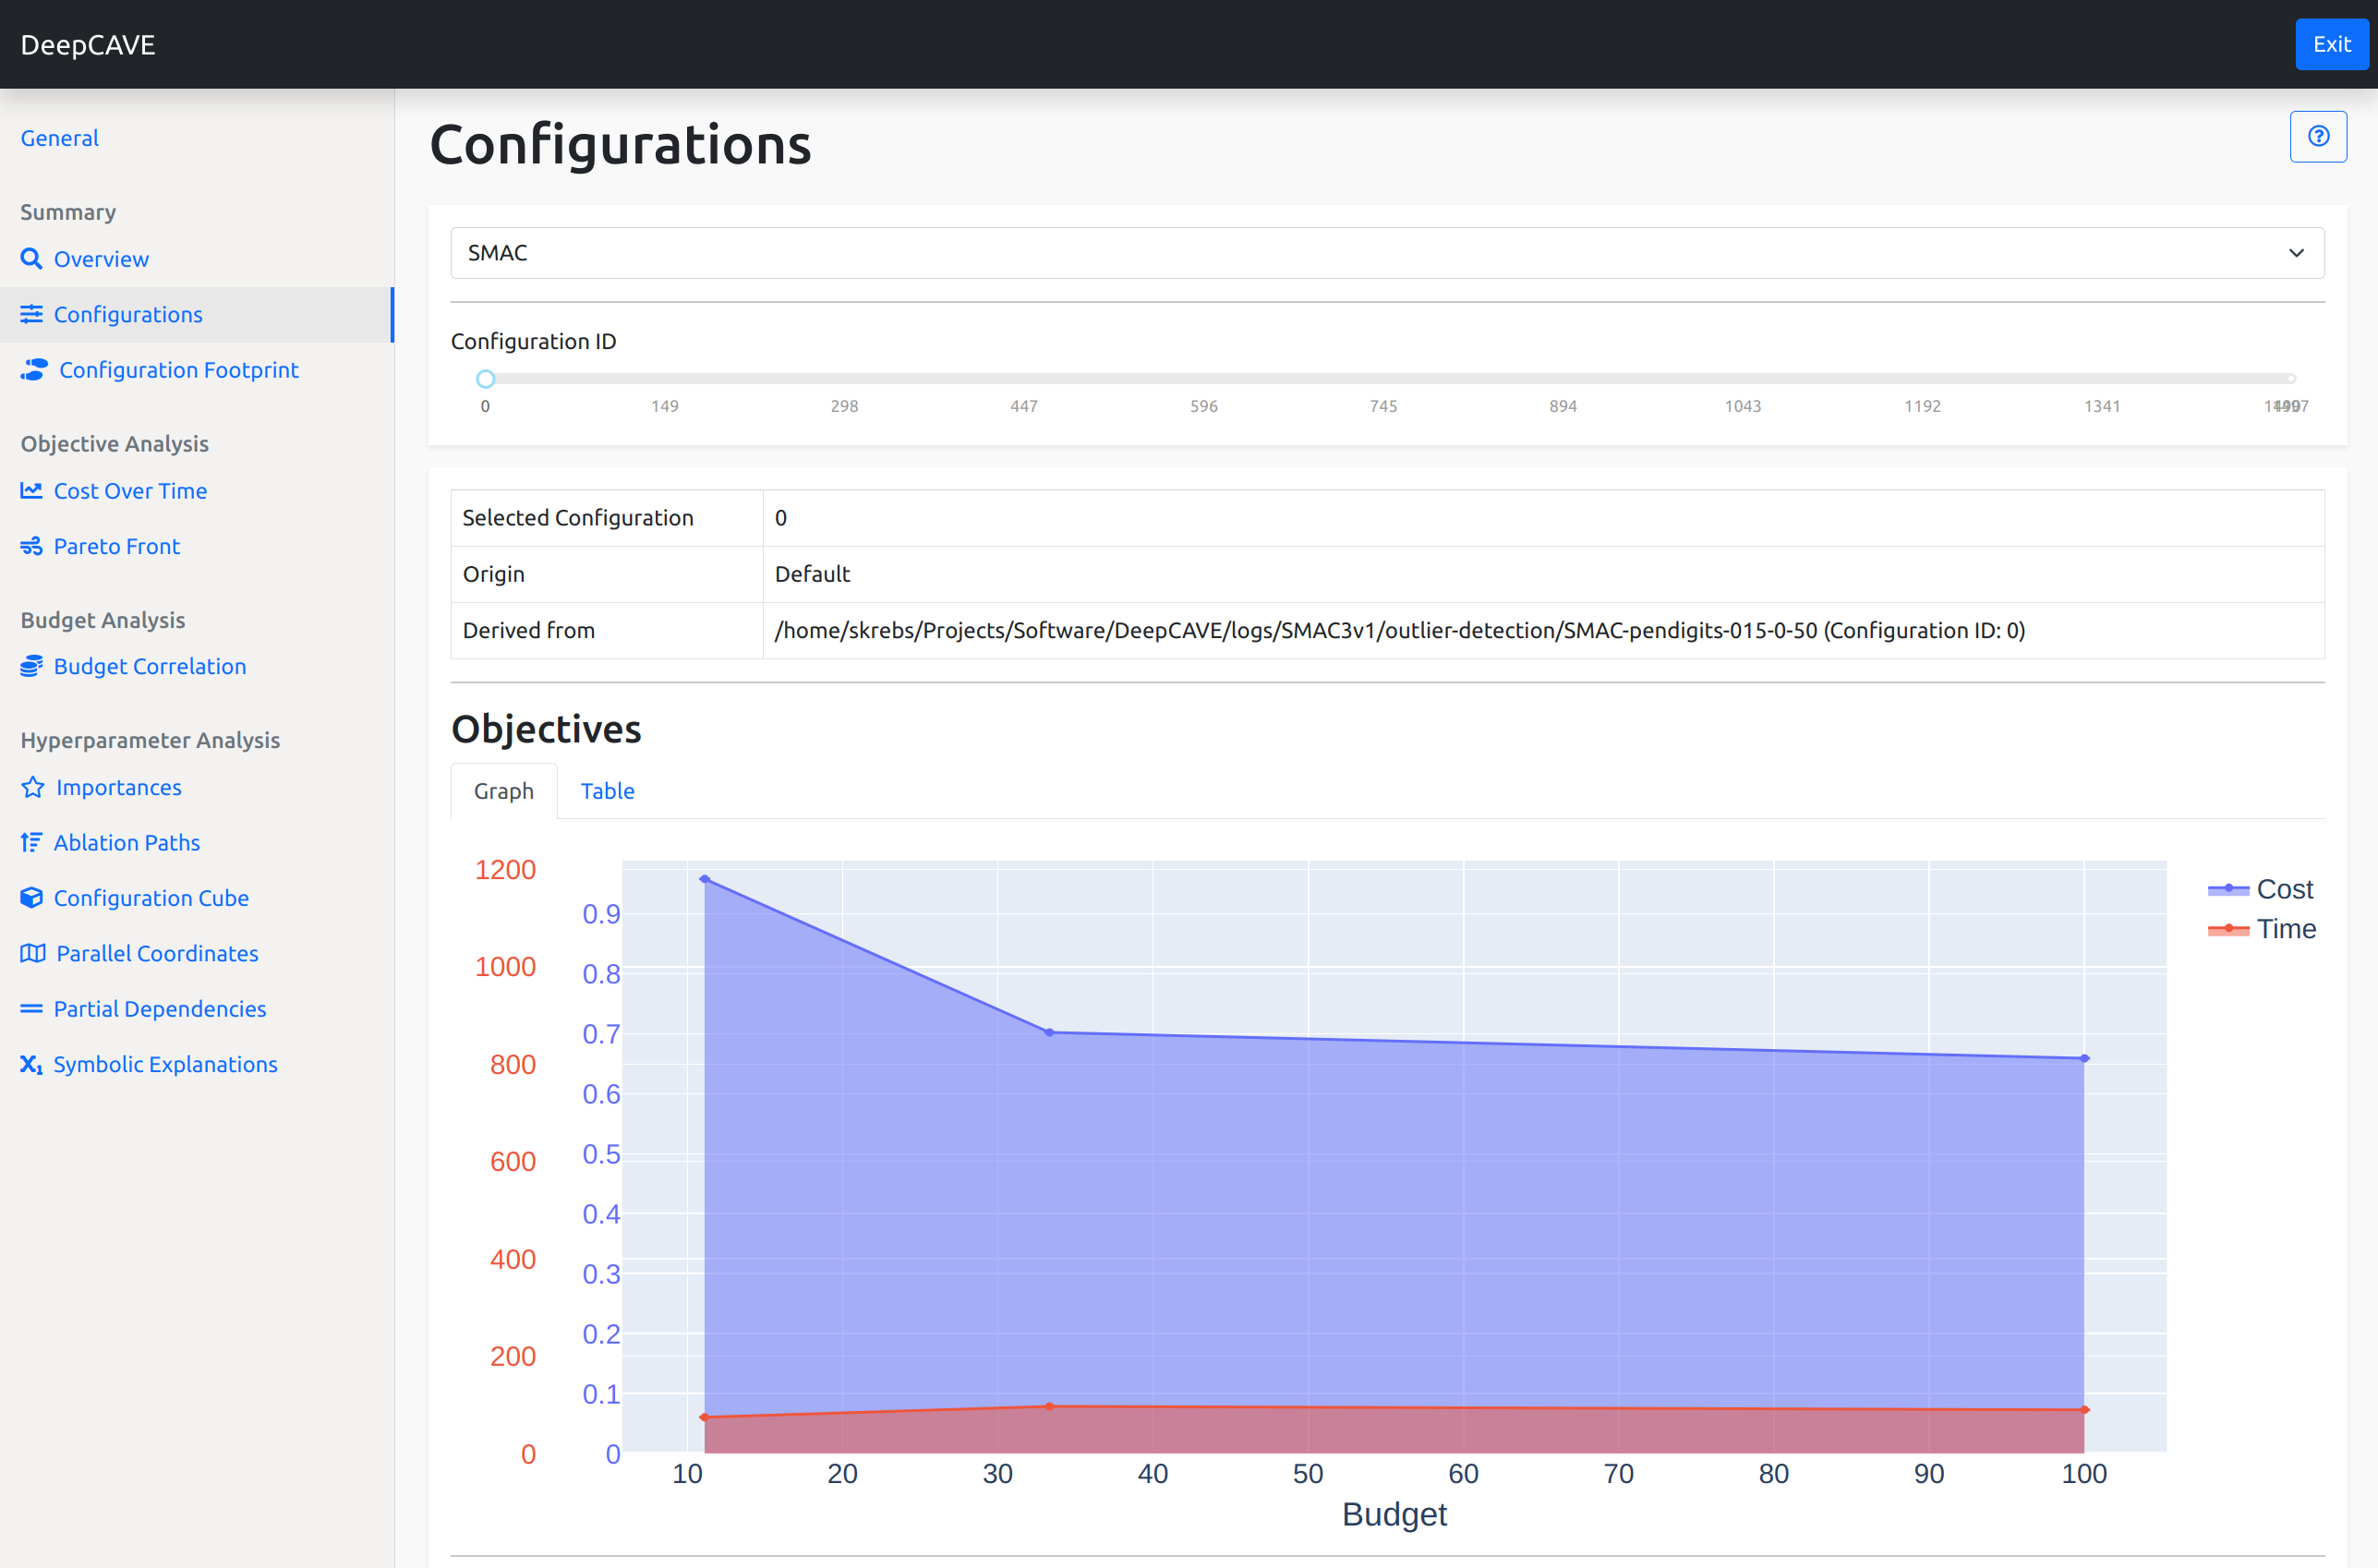 DeepCAVE
Exit
General
Summary
Overview
Configurations
Configuration Footprint
Objective Analysis
Cost Over Time
Pareto Front
Budget Analysis
Budget Correlation
Hyperparameter Analysis
Importances
Ablation Paths
Configuration Cube
Parallel Coordinates
Partial Dependencies
Symbolic Explanations
Configurations
SMAC
Configuration ID
0 149 298 447 596 745 894 1043 1192 1341
Selected Configuration 0
Origin Default
Derived from /home/skrebs/Projects/Software/DeepCAVE/logs/SMAC3v1/outlier-detection/SMAC-pendigits-015-0-50 (Configuration ID: 0)
Objectives
Graph Table
1200
1000
800
600
400
200
0
0.9
0.8
0.7
0.6
0.5
0.4
0.3
0.2
0.1
0
10 20 30 40 50 60 70 80 90 100
Budget
Cost
Time